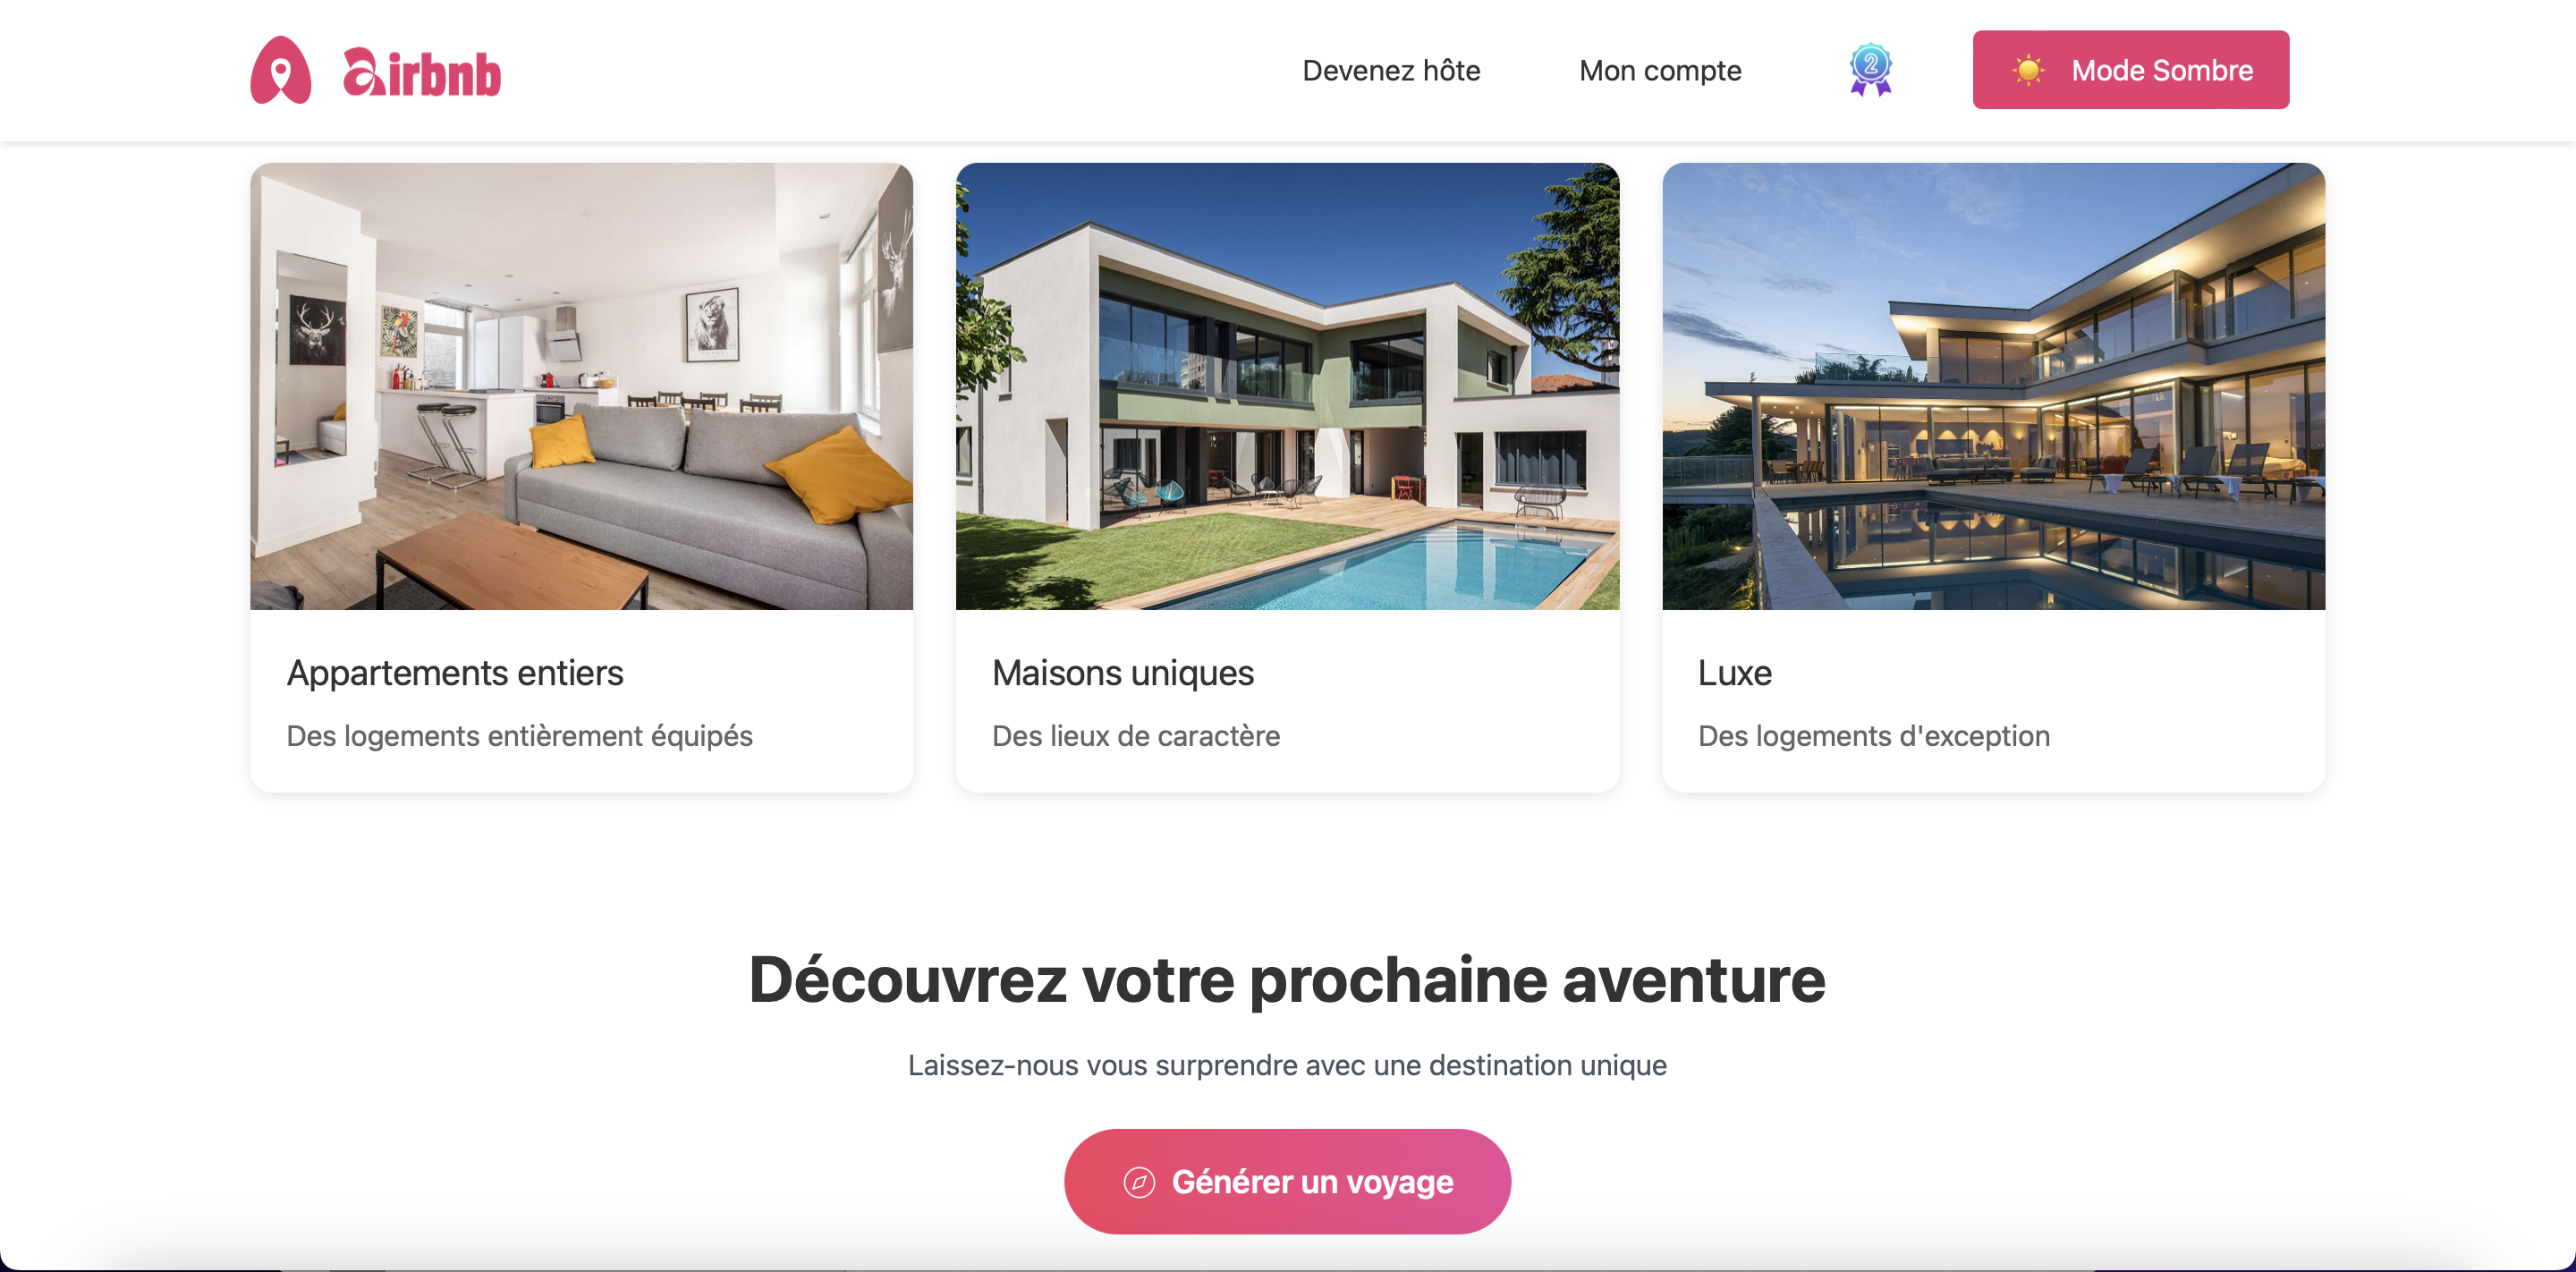 airbnb
Devenez hôte
Mon compte
2
Mode Sombre
Appartements entiers
Des logements entièrement équipés
Maisons uniques
Des lieux de caractère
Luxe
Des logements d'exception
Découvrez votre prochaine aventure
Laissez-nous vous surprendre avec une destination unique
Générer un voyage